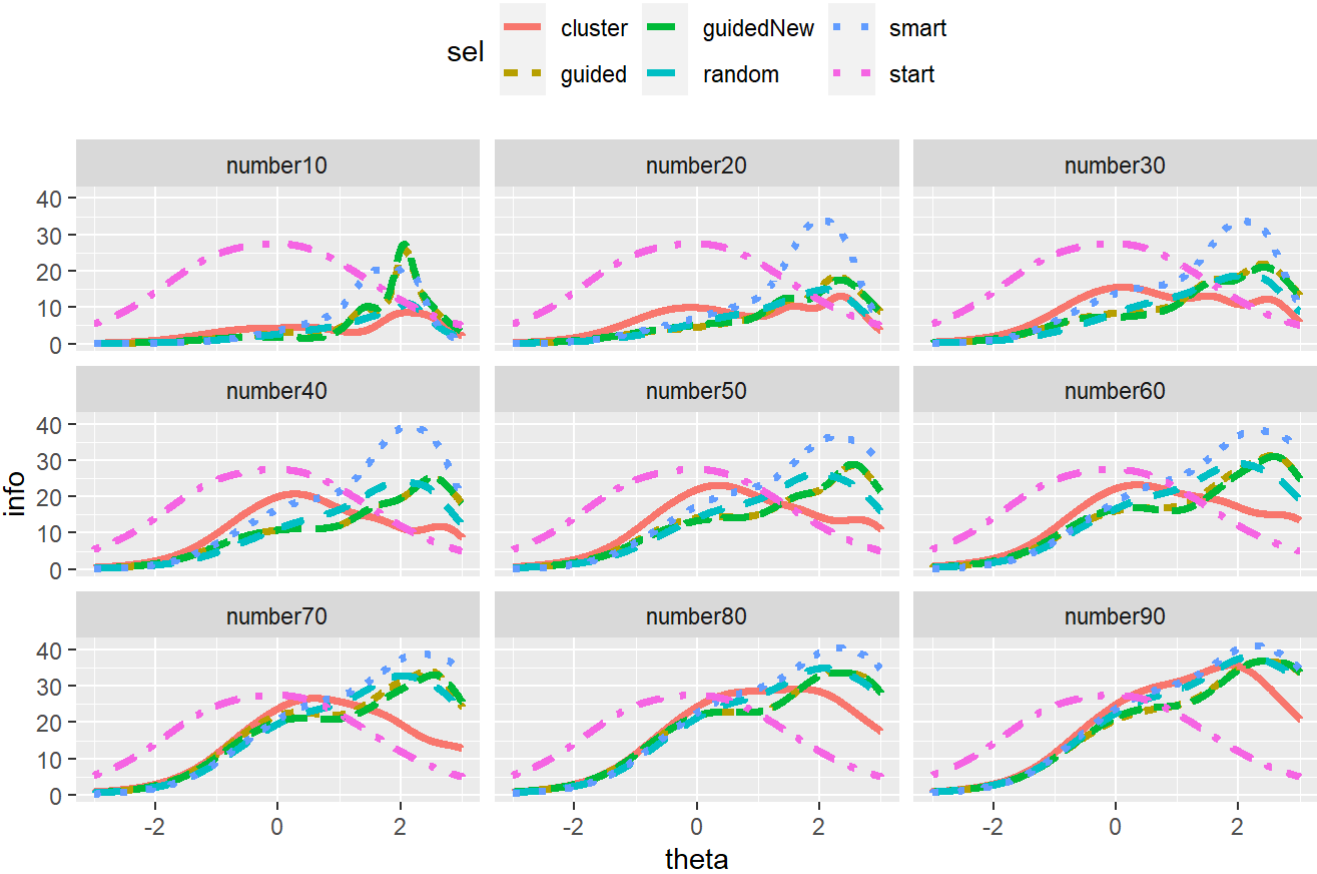 sel
cluster guidedNew smart
guided random start
number10 number20 number30
40
30
20
10
0
number40 number50 number60
40
30
20
10
0
info
number70 number80 number90
40
30
20
10
0
-2 0 2 -2 0 2 -2 0 2
theta